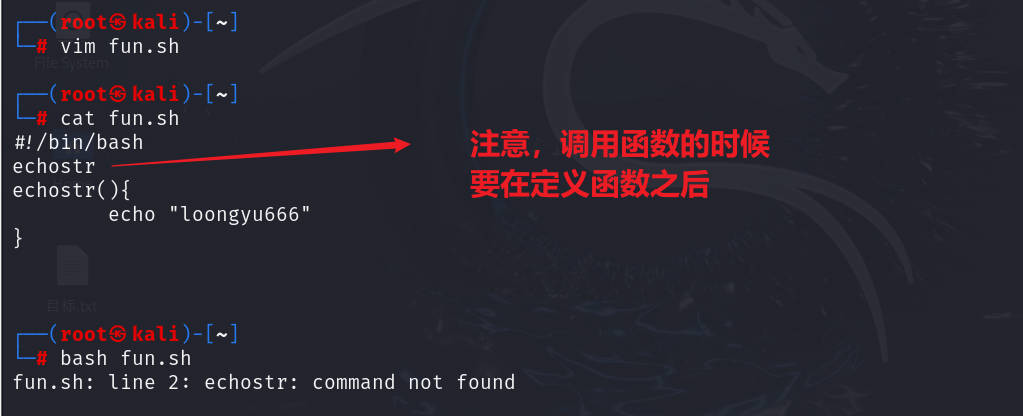 ┌──(root㉿kali)-[~]
└─# vim fun.sh
File System
┌──(root㉿kali)-[~]
└─# cat fun.sh
#!/bin/bash
echostr
echostr(){
        echo "loongyu666"
}
注意，调用函数的时候
要在定义函数之后
目标.txt
┌──(root㉿kali)-[~]
└─# bash fun.sh
fun.sh: line 2: echostr: command not found